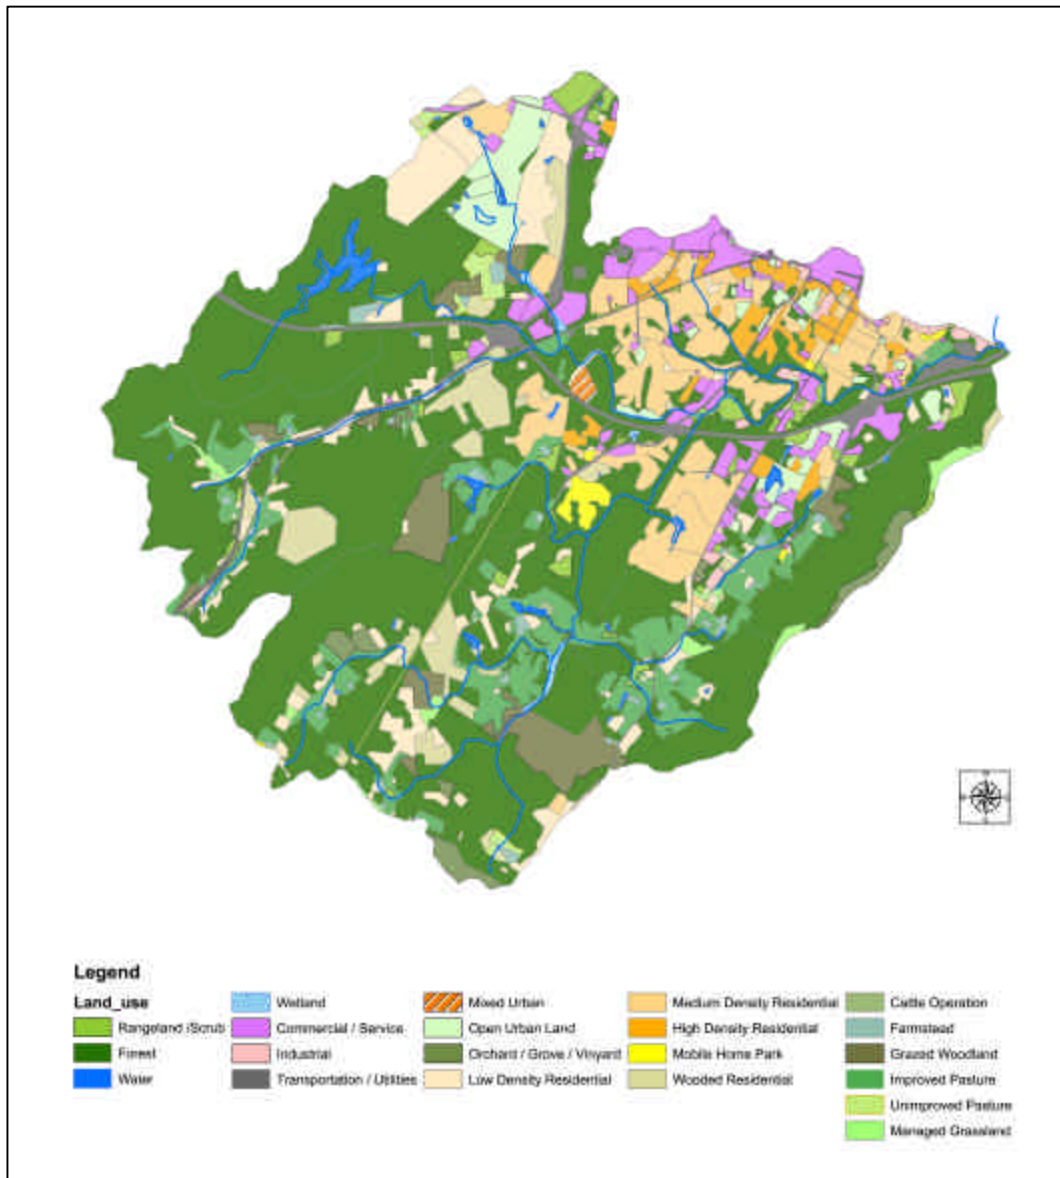 Legend
Land_use
Rangeland /Scrub
Forest
Water
Wetland
Commercial / Service
Industrial
Transportation / Utilities
Mixed Urban
Open Urban Land
Orchard / Grove / Vinyard
Low Density Residential
Medium Density Residential
High Density Residential
Mobile Home Park
Wooded Residential
Cattle Operation
Farmstead
Grazed Woodland
Improved Pasture
Unimproved Pasture
Managed Grassland